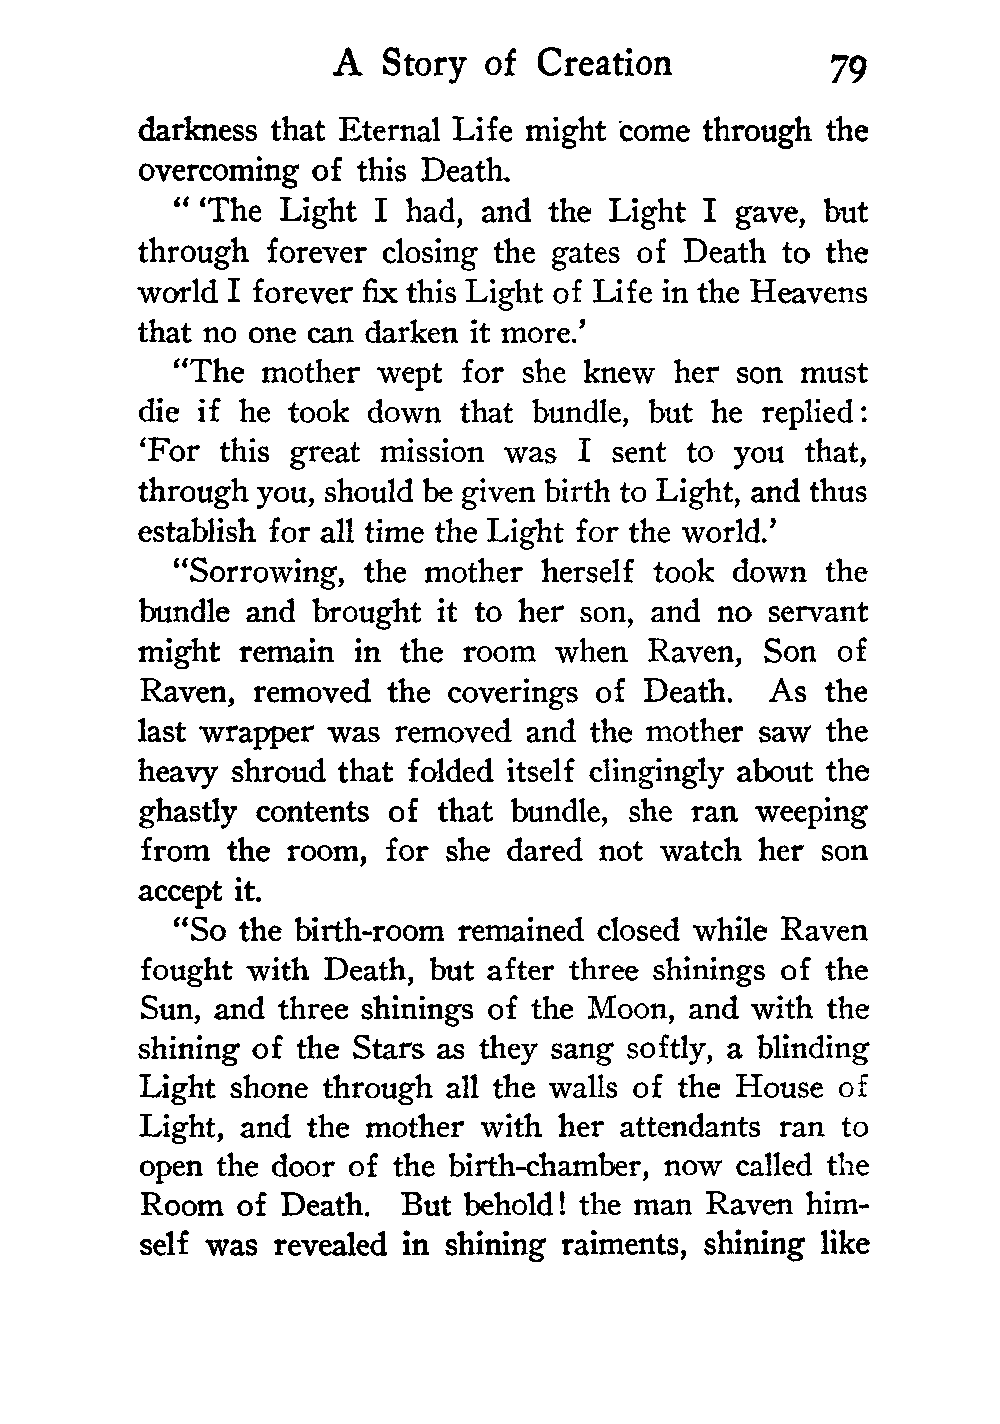 A Story of Creation 79
darkness that Eternal Life might come through the
overcoming of this Death.
“ ‘The Light I had, and the Light I gave, but
through forever closing the gates of Death to the
world I forever fix this Light of Life in the Heavens
that no one can darken it more.’
“The mother wept for she knew her son must
die if he took down that bundle, but he replied:
‘For this great mission was I sent to you that,
through you, should be given birth to Light, and thus
establish for all time the Light for the world.’
“Sorrowing, the mother herself took down the
bundle and brought it to her son, and no servant
might remain in the room when Raven, Son of
Raven, removed the coverings of Death. As the
last wrapper was removed and the mother saw the
heavy shroud that folded itself clingingly about the
ghastly contents of that bundle, she ran weeping
from the room, for she dared not watch her son
accept it.
“So the birth-room remained closed while Raven
fought with Death, but after three shinings of the
Sun, and three shinings of the Moon, and with the
shining of the Stars as they sang softly, a blinding
Light shone through all the walls of the House of
Light, and the mother with her attendants ran to
open the door of the birth-chamber, now called the
Room of Death. But behold! the man Raven him-
self was revealed in shining raiments, shining like